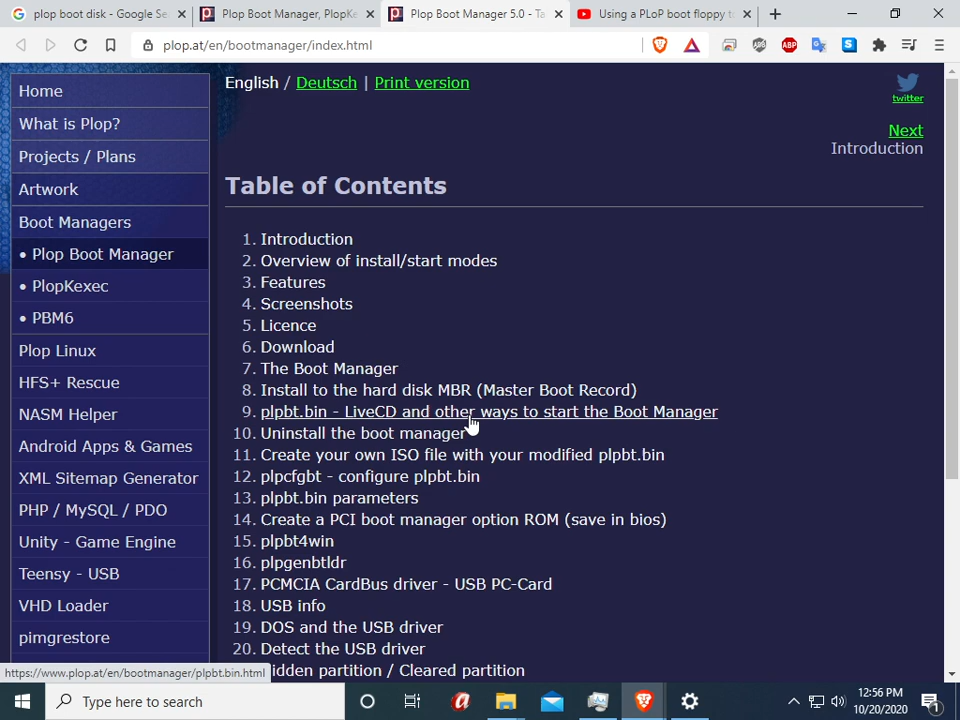 plop boot disk - Google Se
Plop Boot Manager, PlopKe
Plop Boot Manager 5.0 - Ta
Using a PLoP boot floppy t
plop.at/en/bootmanager/index.html
Home
What is Plop?
Projects / Plans
Artwork
Boot Managers
• Plop Boot Manager
• PlopKexec
• PBM6
Plop Linux
HFS+ Rescue
NASM Helper
Android Apps & Games
XML Sitemap Generator
PHP / MySQL / PDO
Unity - Game Engine
Teensy - USB
VHD Loader
pimgrestore
English / Deutsch | Print version
twitter
Next
Introduction
Table of Contents
1. Introduction
2. Overview of install/start modes
3. Features
4. Screenshots
5. Licence
6. Download
7. The Boot Manager
8. Install to the hard disk MBR (Master Boot Record)
9. plpbt.bin - LiveCD and other ways to start the Boot Manager
10. Uninstall the boot manager
11. Create your own ISO file with your modified plpbt.bin
12. plpcfgbt - configure plpbt.bin
13. plpbt.bin parameters
14. Create a PCI boot manager option ROM (save in bios)
15. plpbt4win
16. plpgenbtldr
17. PCMCIA CardBus driver - USB PC-Card
18. USB info
19. DOS and the USB driver
20. Detect the USB driver
idden partition / Cleared partition
https://www.plop.at/en/bootmanager/plpbt.bin.html
Type here to search
12:56 PM
10/20/2020
1